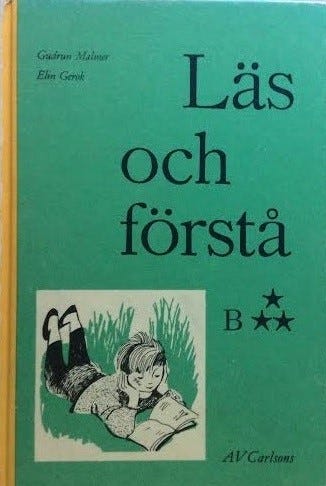 Gudrun Malmer
Elin Gerok
Läs
och
förstå
B
AV Carlsons